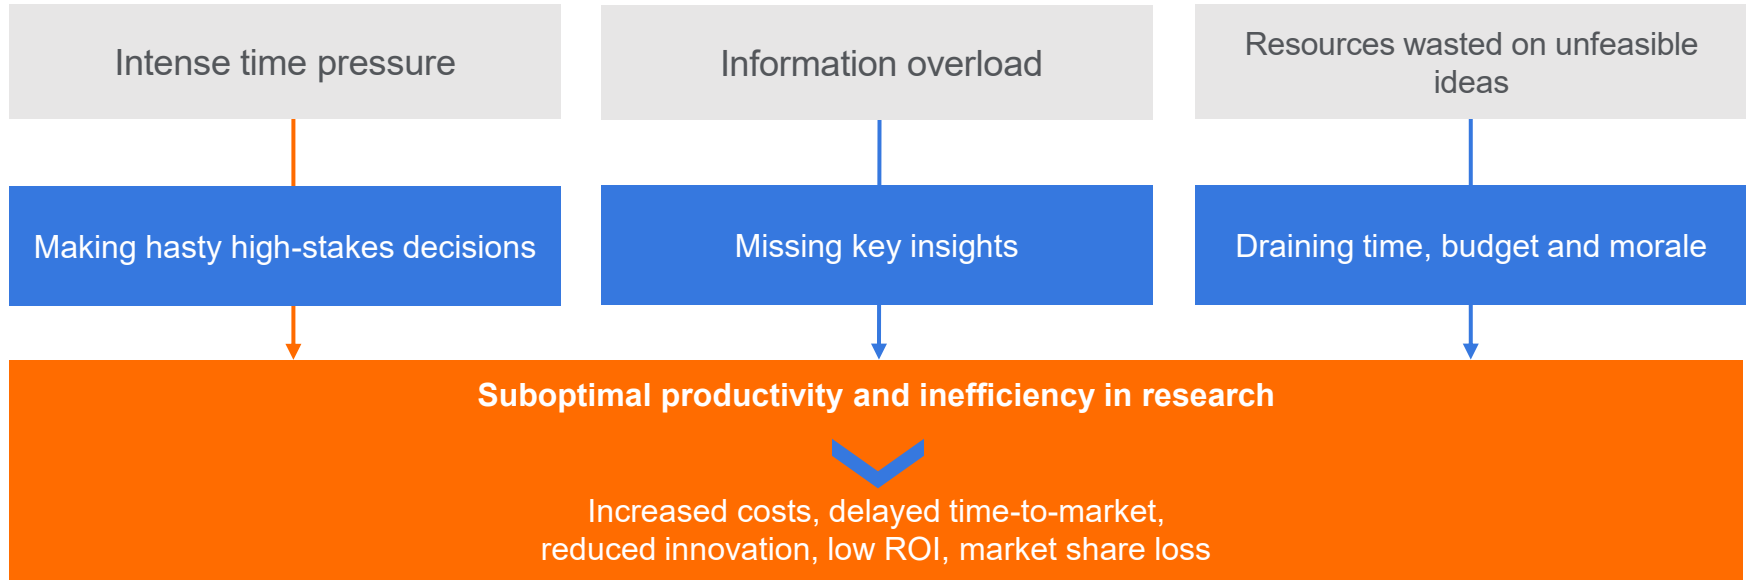 Intense time pressure
Information overload
Resources wasted on unfeasible
ideas
Making hasty high-stakes decisions
Missing key insights
Draining time, budget and morale
Suboptimal productivity and inefficiency in research
Increased costs, delayed time-to-market,
reduced innovation, low ROI, market share loss